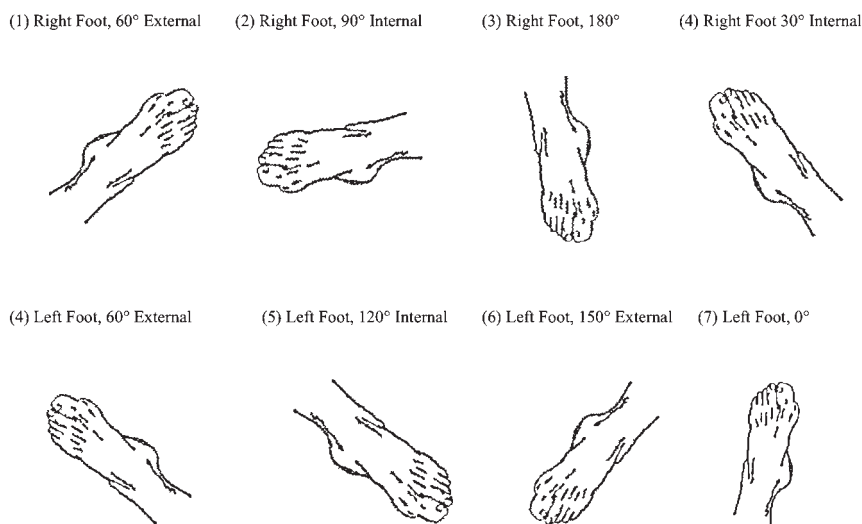 (1) Right Foot, 60° External
(2) Right Foot, 90° Internal
(3) Right Foot, 180°
(4) Right Foot 30° Internal
(4) Left Foot, 60° External
(5) Left Foot, 120° Internal
(6) Left Foot, 150° External
(7) Left Foot, 0°